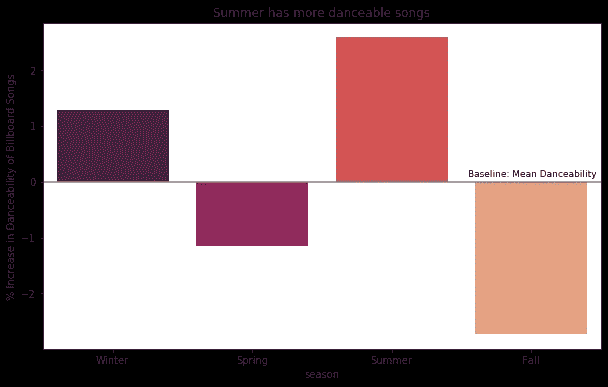 Summer has more danceable songs
% Increase in Danceability of Billboard Songs
2
1
0
−1
−2
Baseline: Mean Danceability
Winter
Spring
Summer
Fall
season